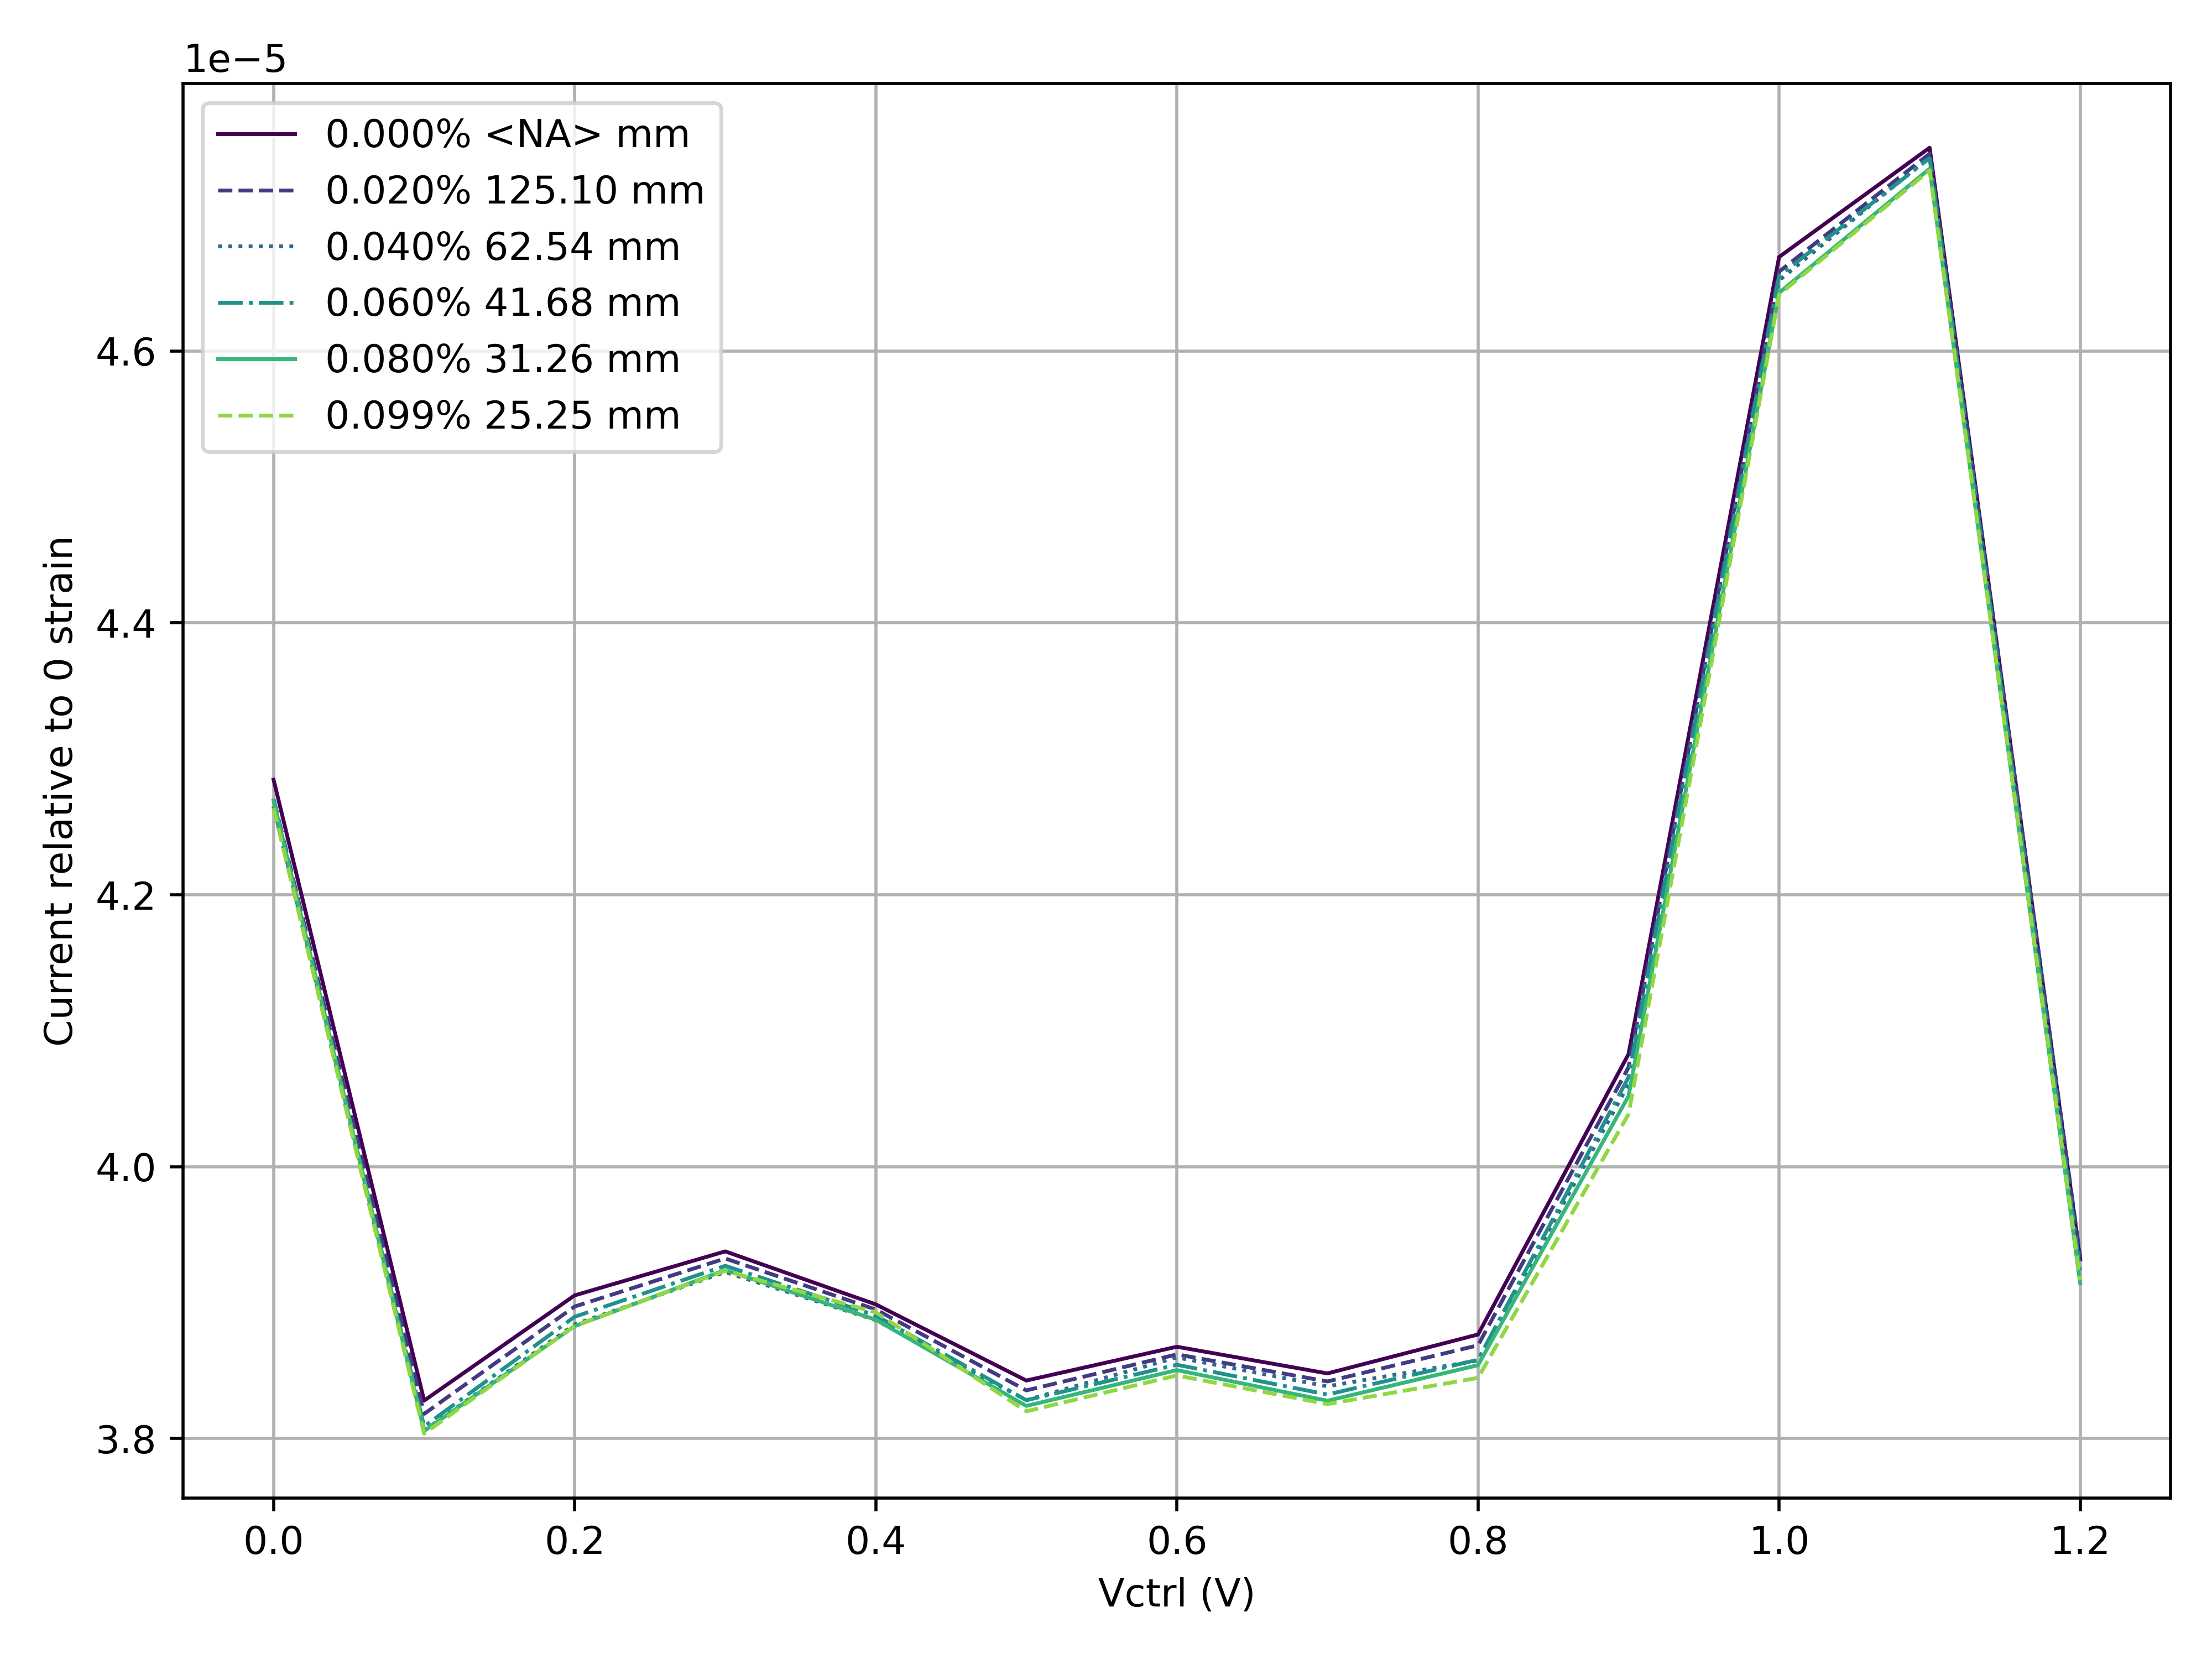 1e−5
0.000% <NA> mm
0.020% 125.10 mm
0.040% 62.54 mm
0.060% 41.68 mm
0.080% 31.26 mm
0.099% 25.25 mm
4.6
4.4
4.2
4.0
3.8
Current relative to 0 strain
0.0 0.2 0.4 0.6 0.8 1.0 1.2
Vctrl (V)